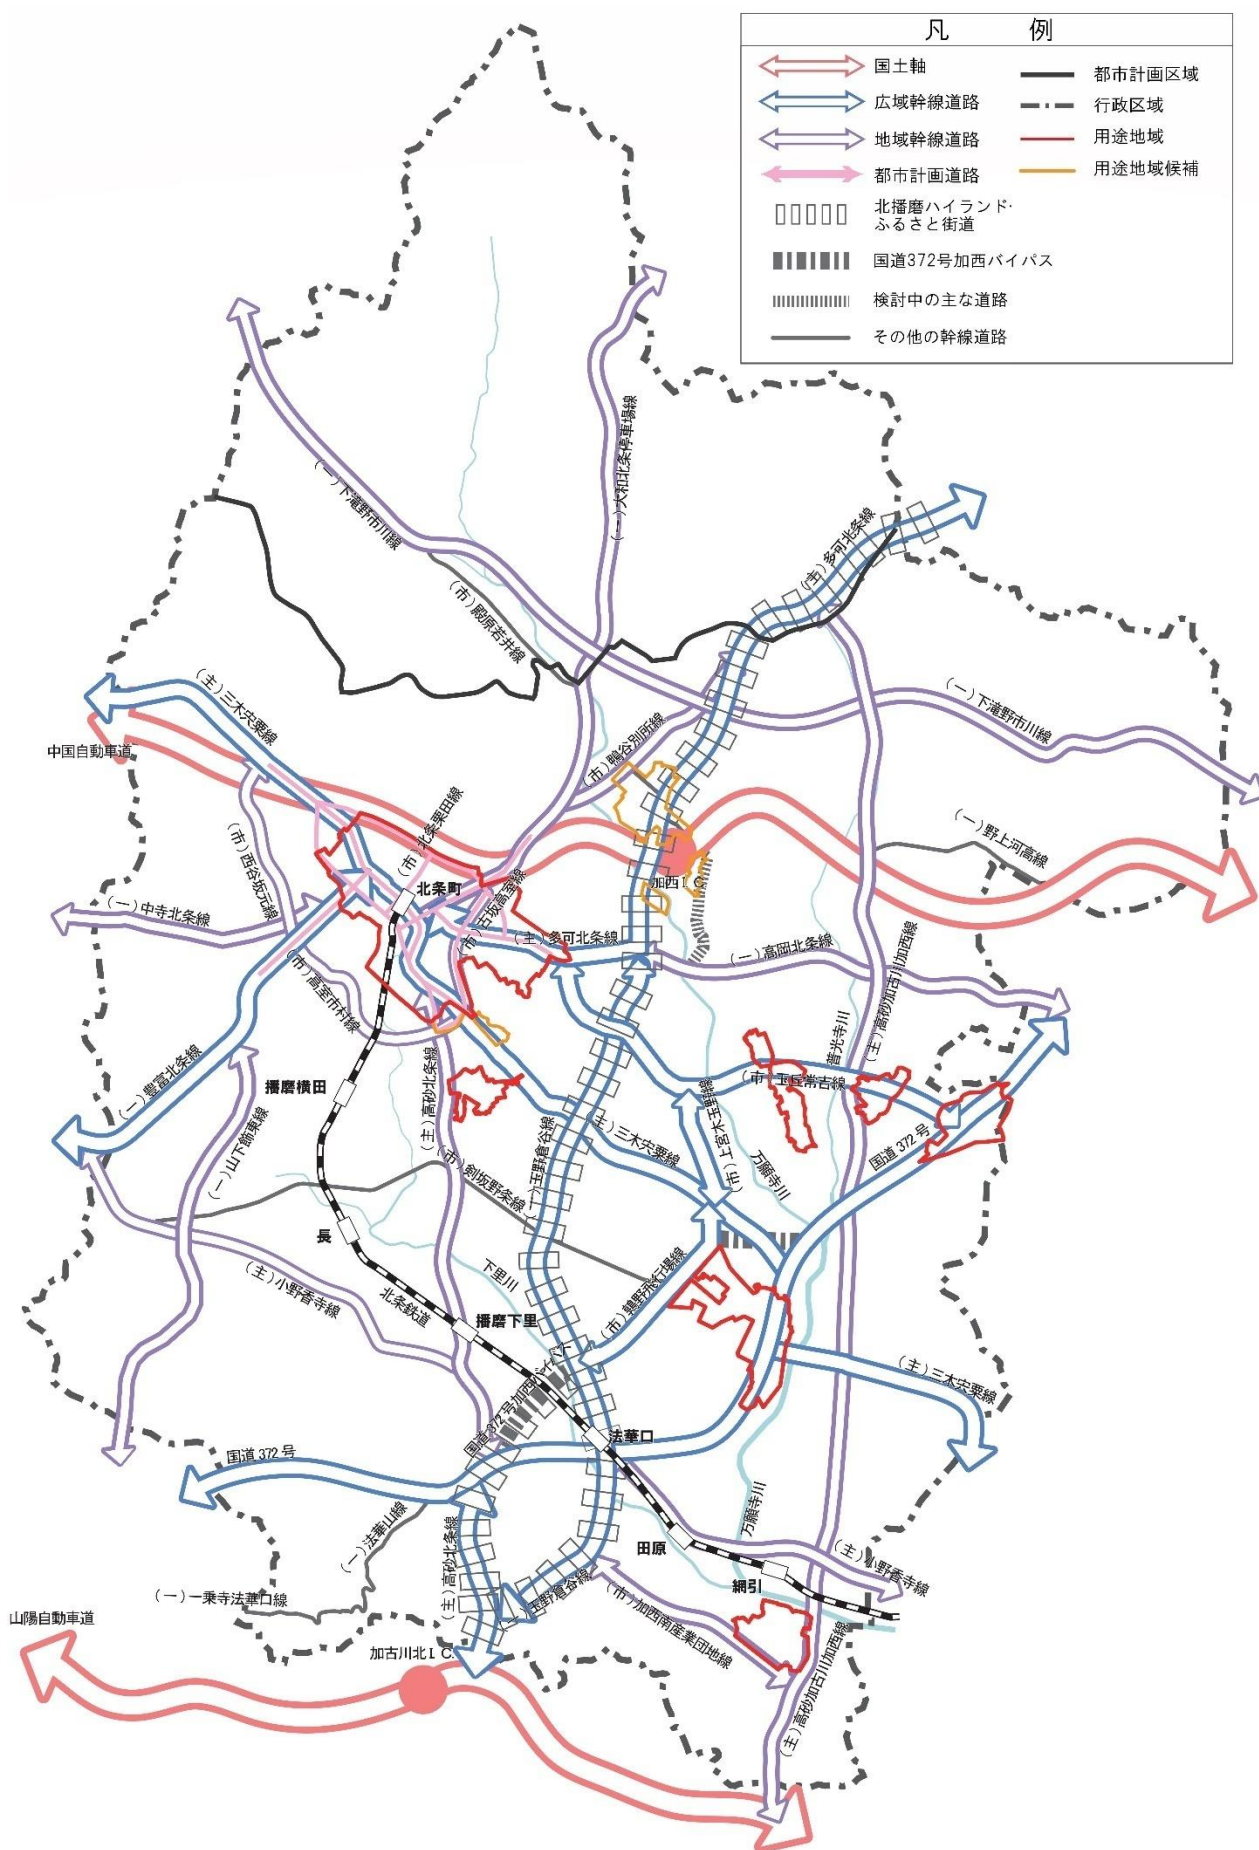 凡 例
国土軸
広域幹線道路
地域幹線道路
都市計画道路
北播磨ハイランド・
ふるさと街道
国道372号加西バイパス
検討中の主な道路
その他の幹線道路
都市計画区域
行政区域
用途地域
用途地域候補
(一)下滝野市川線
(一)大和北条停車場線
(主)多可北条線
(市)殿原若井線
(主)三木宍粟線
中国自動車道
(市)鴨谷別所線
(一)下滝野市川線
(市)北条栗田線
(一)野上河高線
(市)西谷坂元線
北条町
加西IC
(一)中寺北条線
(市)古坂高室線
(主)多可北条線
(一)高岡北条線
(主)高砂加古川加西線
(市)高室市村線
普光寺川
(一)豊富北条線
播磨横田
(主)高砂北条線
(市)玉丘常吉線
(一)山下飾東線
(一)玉野倉谷線
(主)三木宍粟線
(市)上宮木玉野線
万願寺川
国道372号
(市)剣坂野条線
長
下里川
(主)小野香寺線
北条鉄道
播磨下里
(市)鶉野飛行場線
国道372号加西バイパス
(主)三木宍粟線
国道372号
法華口
万願寺川
(一)法華山線
(主)高砂北条線
田原
(主)小野香寺線
網引
(一)一乗寺法華口線
(一)玉野倉谷線
(市)加西南産業団地線
山陽自動車道
加古川北IC.
(主)高砂加古川加西線